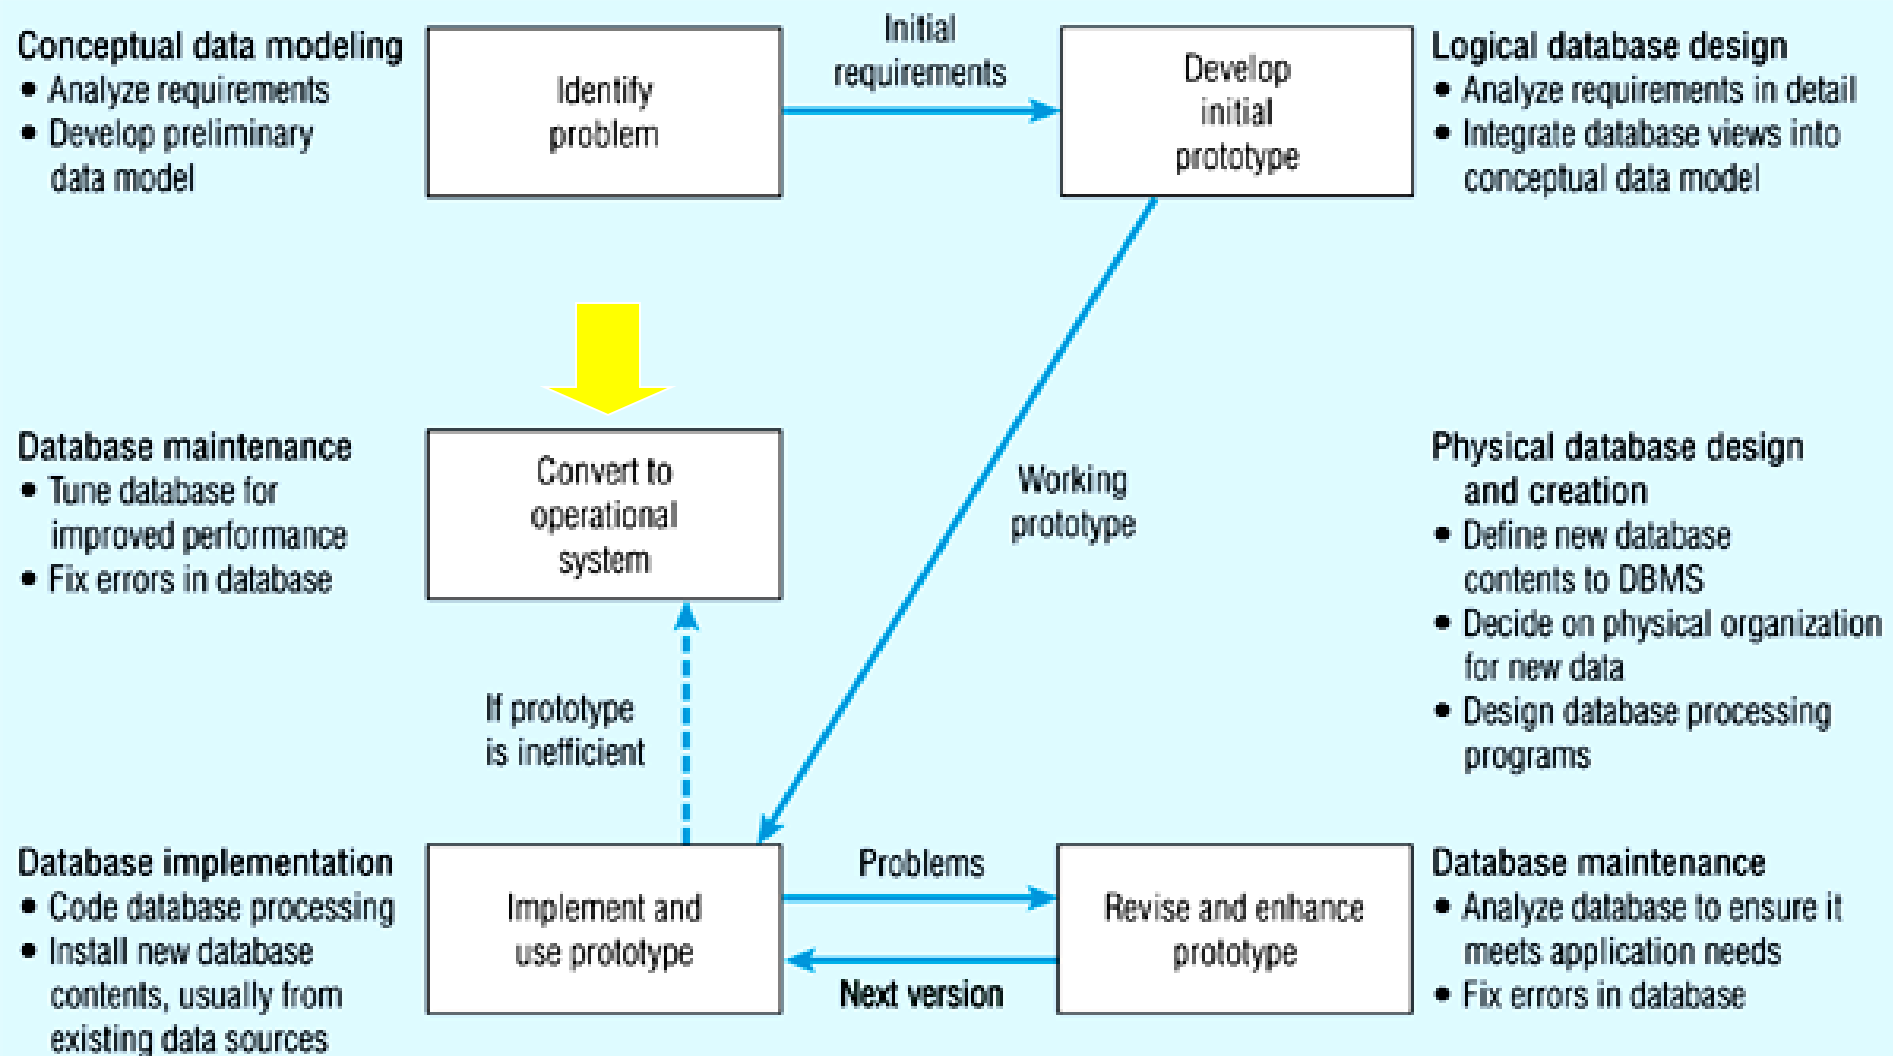 Conceptual data modeling
• Analyze requirements
• Develop preliminary
data model
Identify
problem
Initial
requirements
Develop
initial
prototype
Logical database design
• Analyze requirements in detail
• Integrate database views into
conceptual data model
Database maintenance
• Tune database for
improved performance
• Fix errors in database
Convert to
operational
system
Working
prototype
Physical database design
and creation
• Define new database
contents to DBMS
• Decide on physical organization
for new data
• Design database processing
programs
If prototype
is inefficient
Database implementation
• Code database processing
• Install new database
contents, usually from
existing data sources
Implement and
use prototype
Problems
Next version
Revise and enhance
prototype
Database maintenance
• Analyze database to ensure it
meets application needs
• Fix errors in database